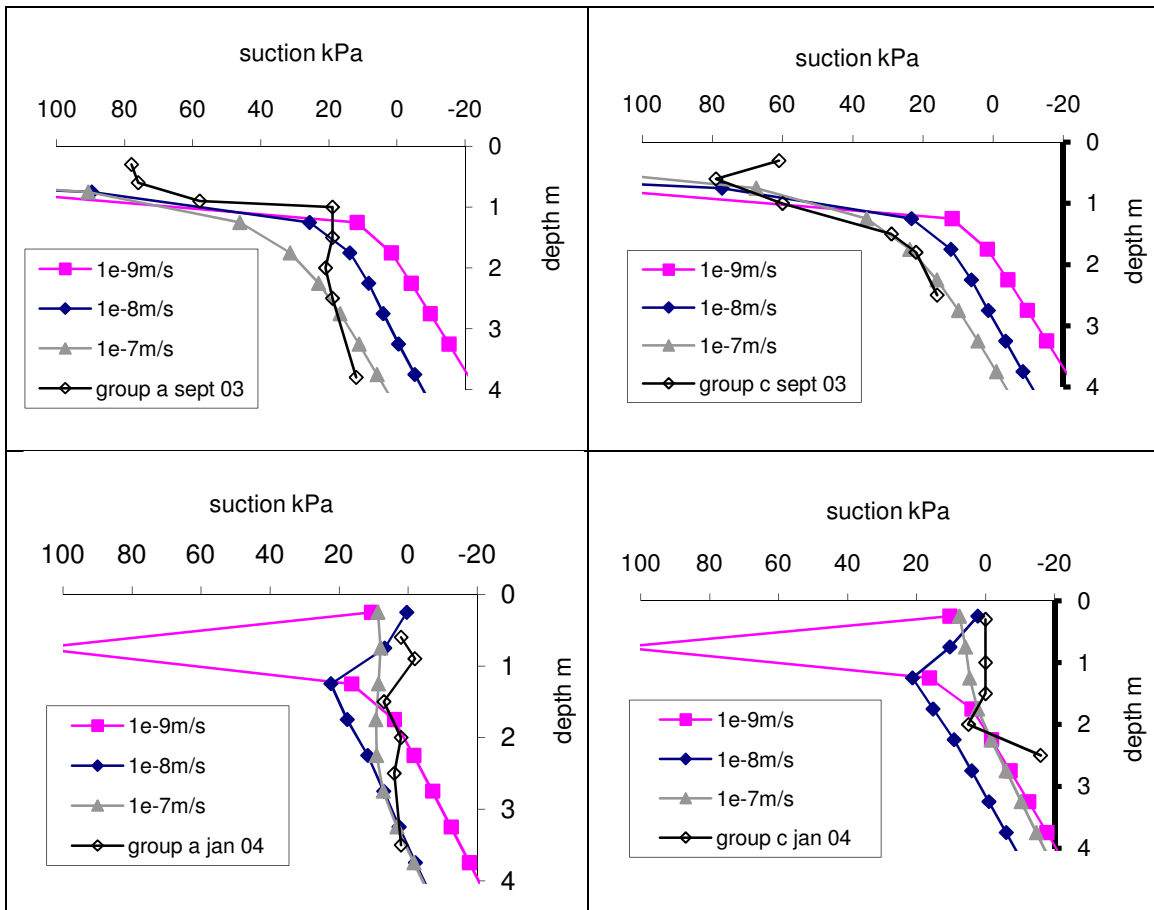 suction kPa
100 80 60 40 20 0 -20
0
1
2
3
4
depth m
1e-9m/s
1e-8m/s
1e-7m/s
group a sept 03
suction kPa
100 80 60 40 20 0 -20
0
1
2
3
4
depth m
1e-9m/s
1e-8m/s
1e-7m/s
group c sept 03
suction kPa
100 80 60 40 20 0 -20
0
1
2
3
4
depth m
1e-9m/s
1e-8m/s
1e-7m/s
group a jan 04
suction kPa
100 80 60 40 20 0 -20
0
1
2
3
4
depth m
1e-9m/s
1e-8m/s
1e-7m/s
group c jan 04